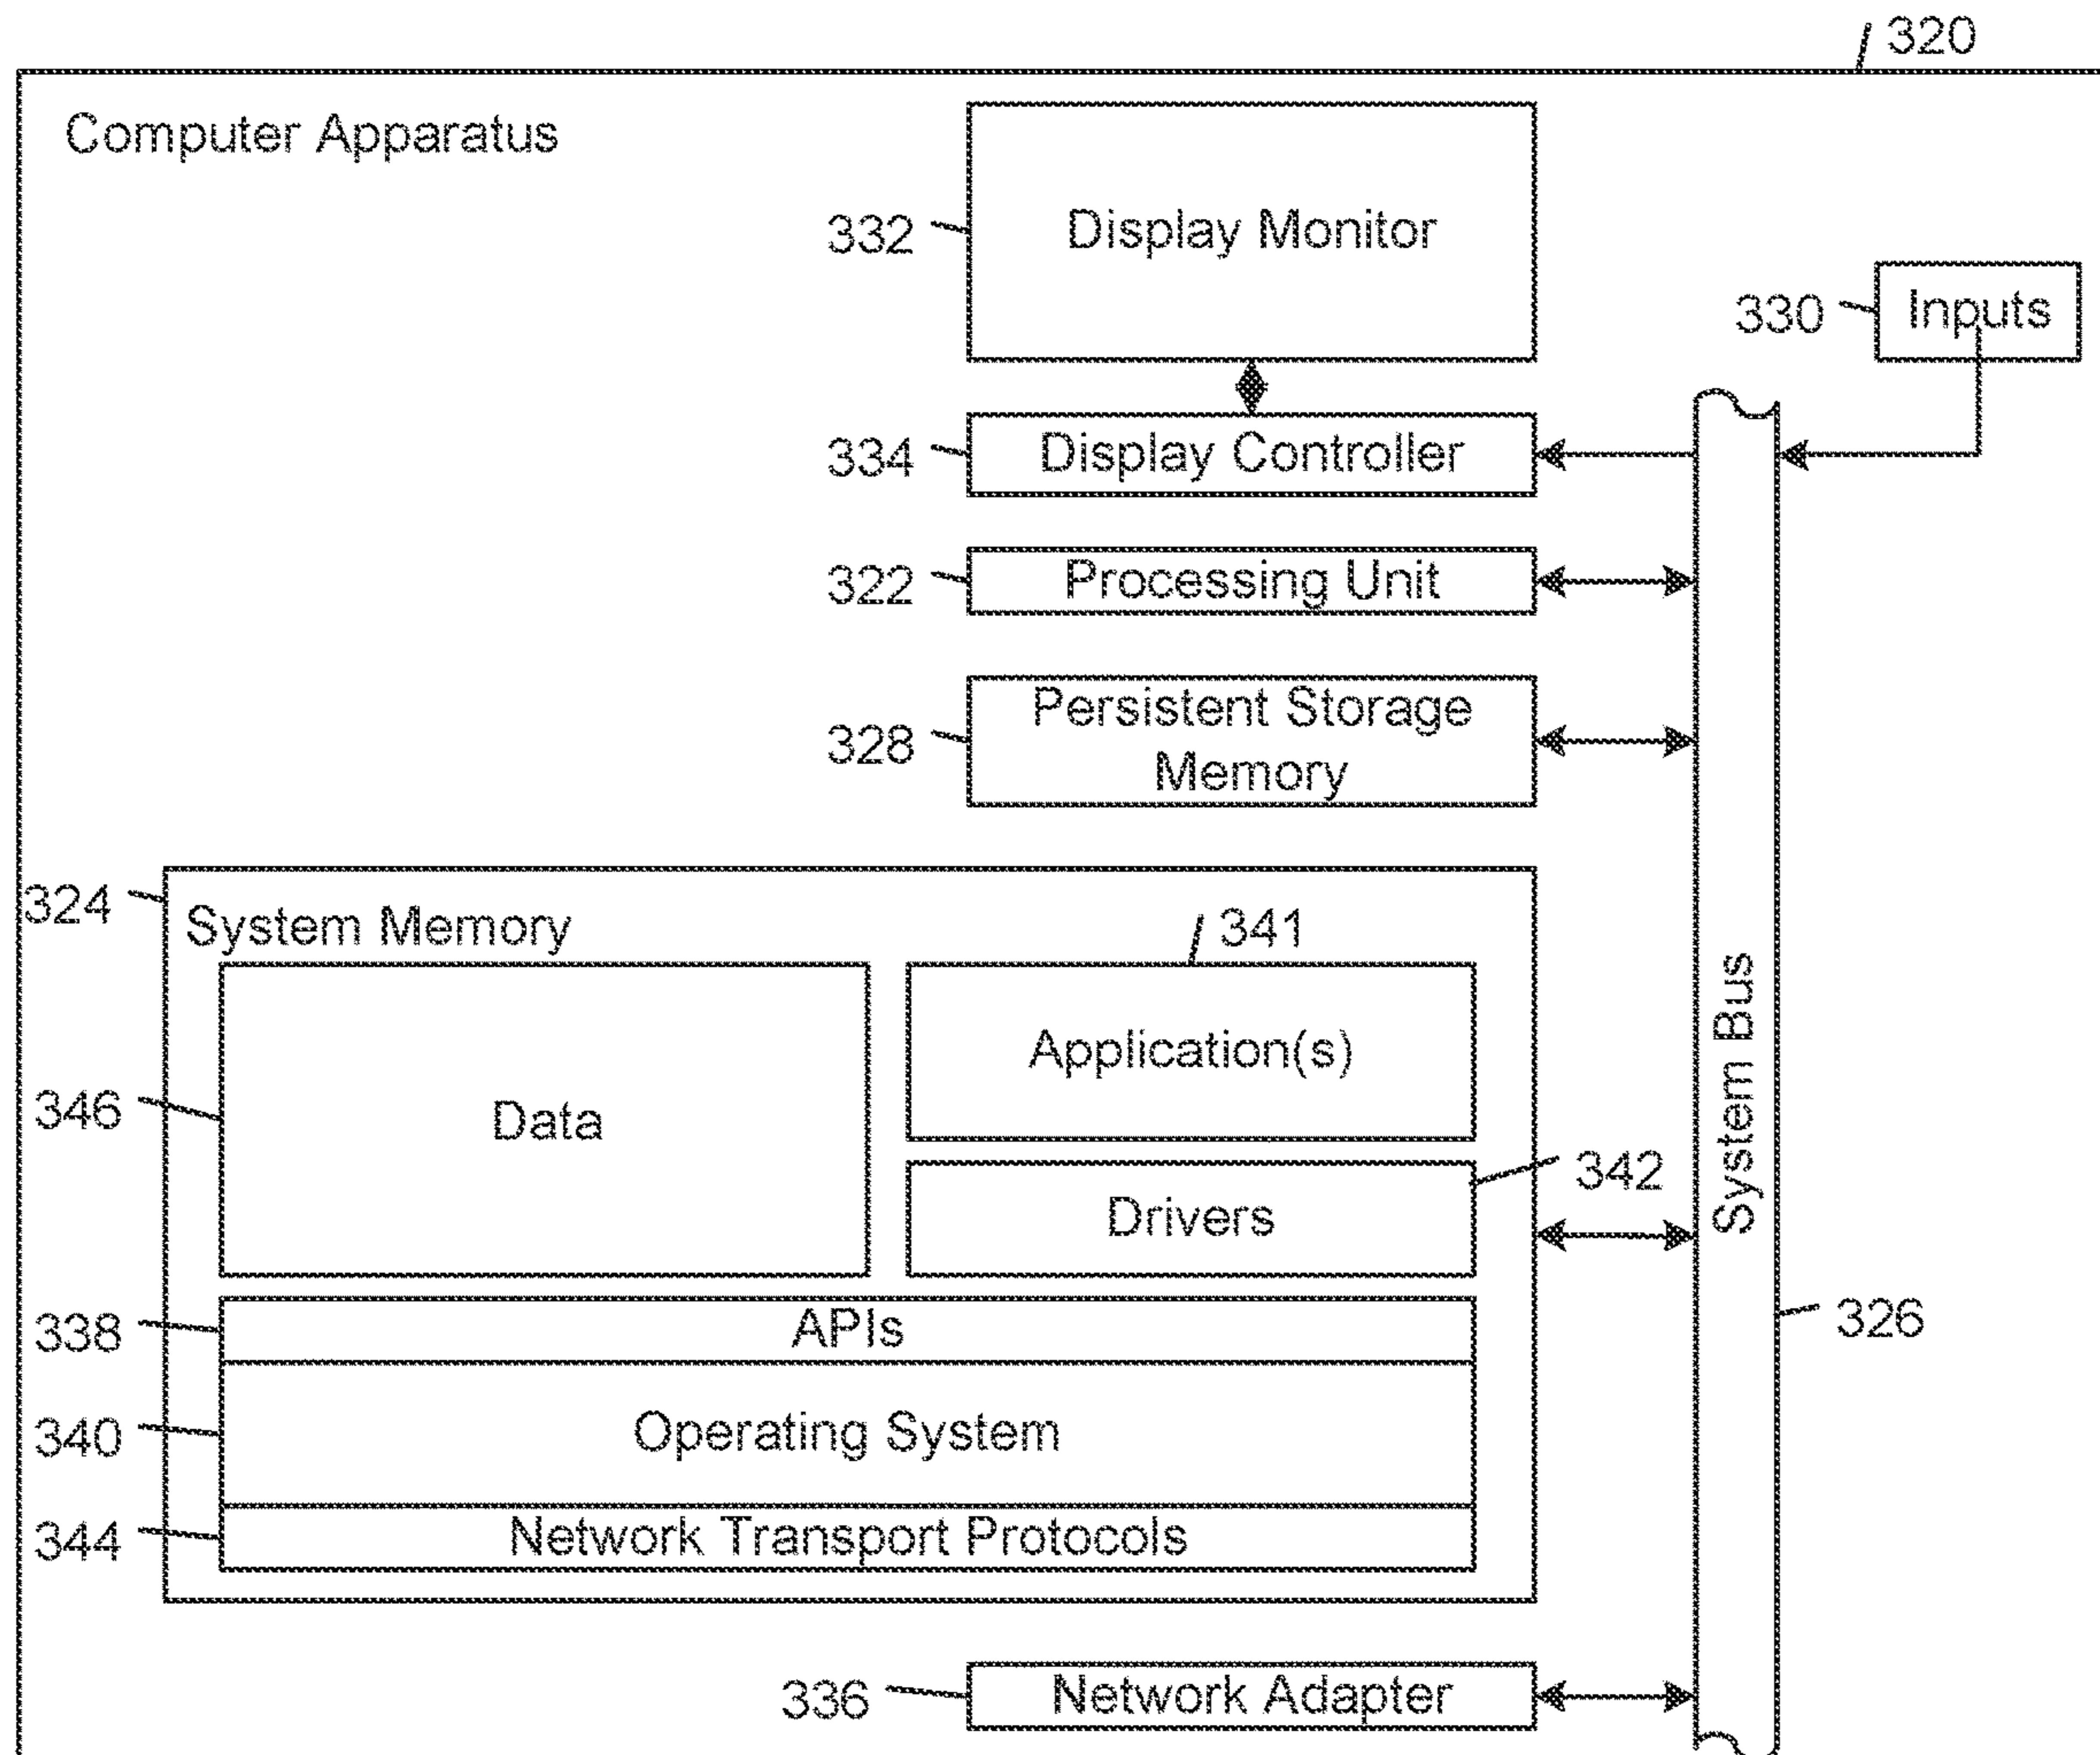 320
Computer Apparatus
332
Display Monitor
330
Inputs
334
Display Controller
322
Processing Unit
328
Persistent Storage
Memory
324
System Memory
341
Application(s)
346
Data
342
Drivers
System Bus
326
338
APIs
340
Operating System
344
Network Transport Protocols
336
Network Adapter